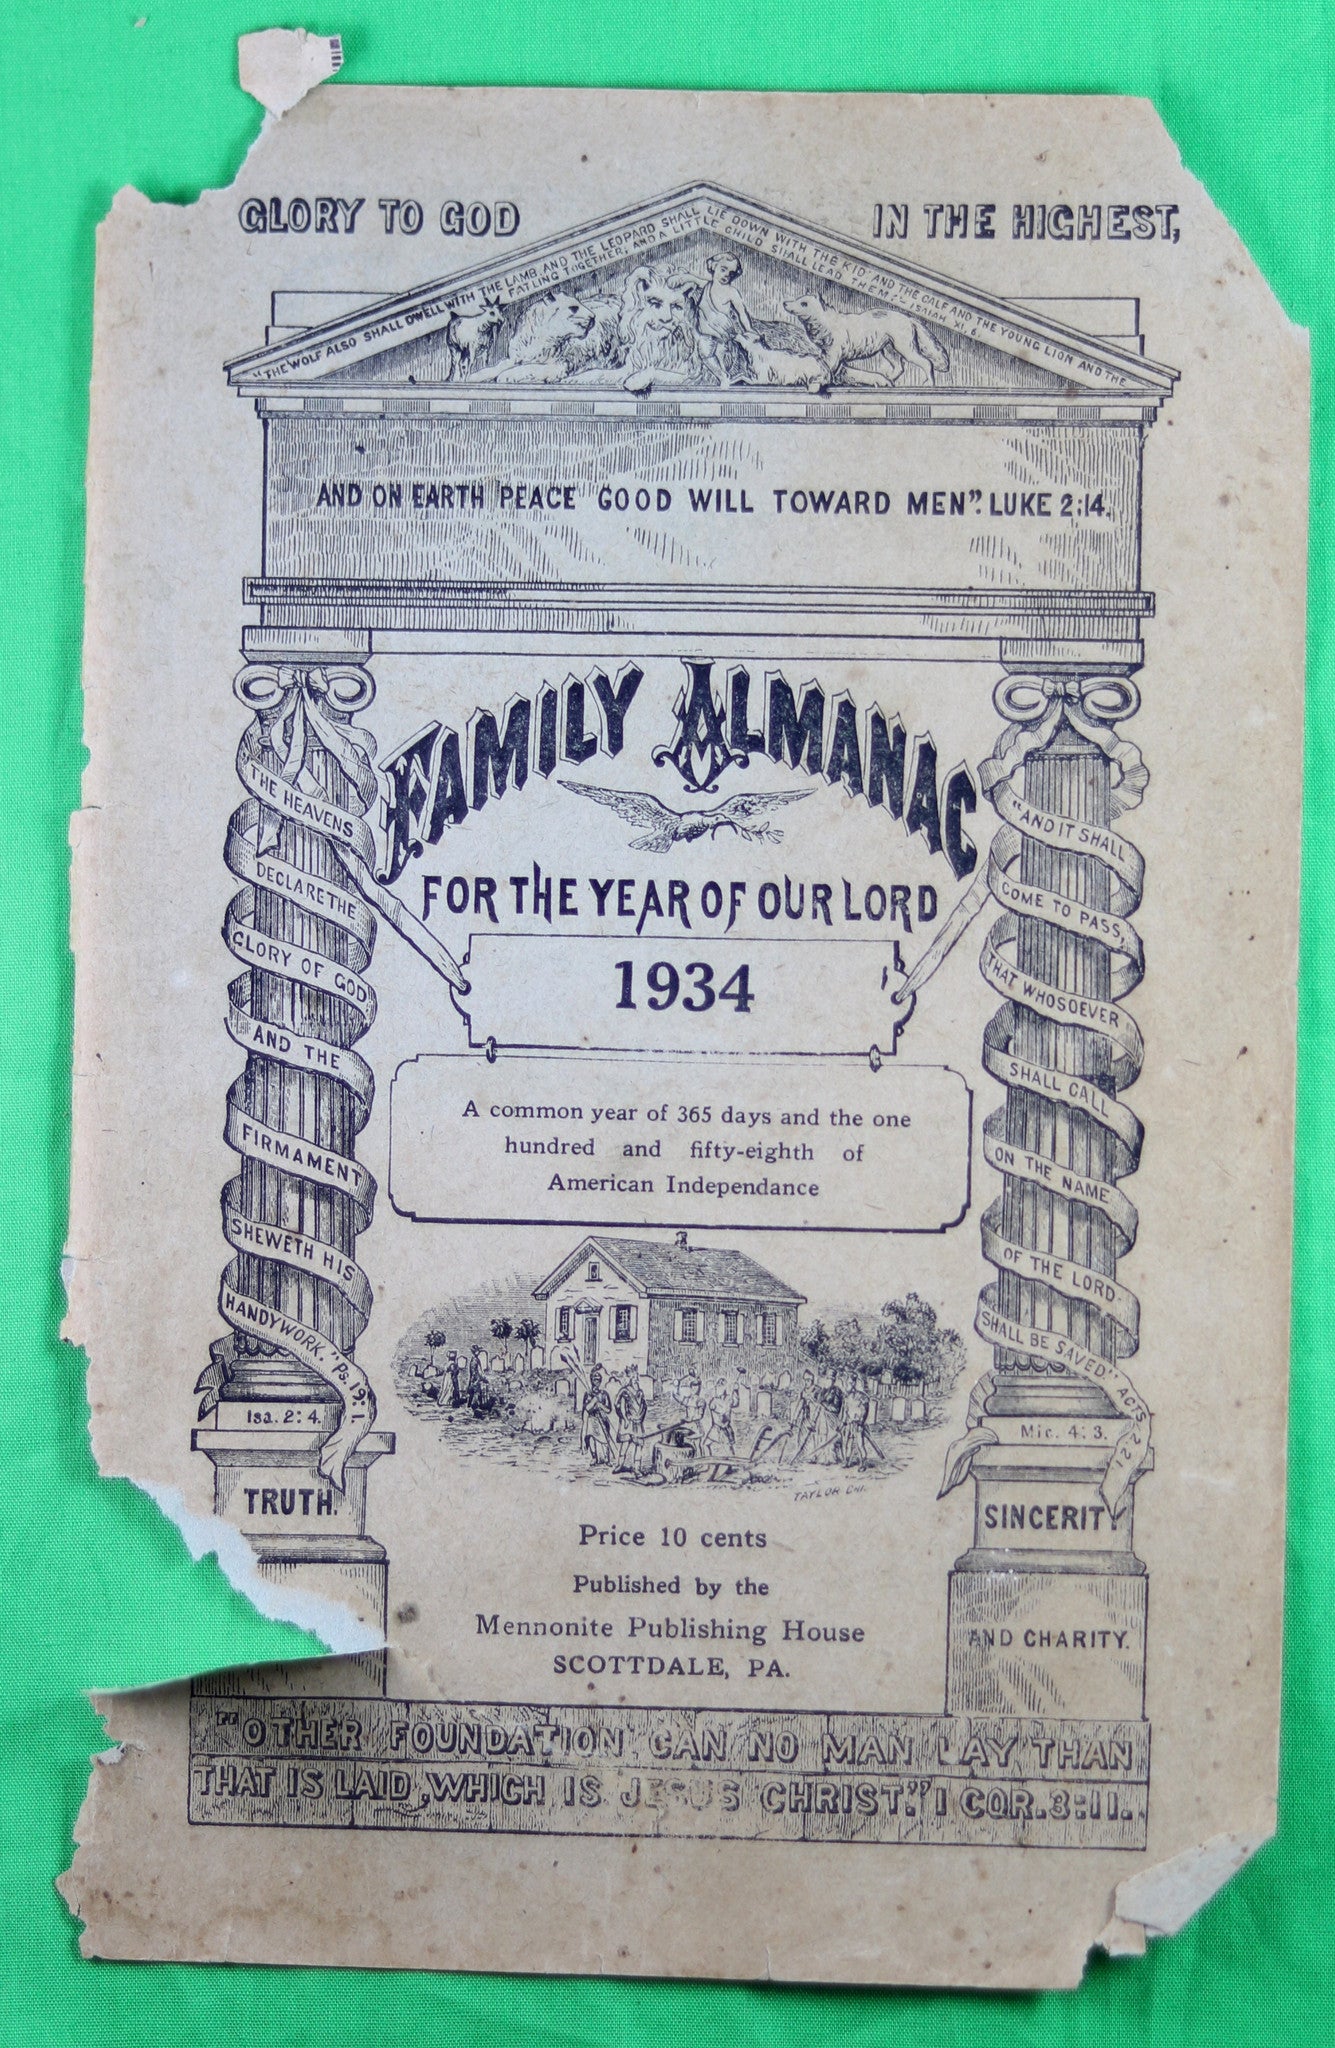 GLORY TO GOD IN THE HIGHEST,
"THE WOLF ALSO SHALL DWELL WITH THE LAMB, AND THE LEOPARD SHALL LIE DOWN WITH THE KID AND THE CALF AND THE YOUNG LION AND THE
FATLING TOGETHER; AND A LITTLE CHILD SHALL LEAD THEM." ISAIAH XI, 6.
AND ON EARTH PEACE GOOD WILL TOWARD MEN". LUKE 2:14.
FAMILY ALMANAC
FOR THE YEAR OF OUR LORD
1934
A common year of 365 days and the one
hundred and fifty-eighth of
American Independance
THE HEAVENS
DECLARE THE
GLORY OF GOD
AND THE
FIRMAMENT
SHEWETH HIS
HANDYWORK." Ps. 19:1.
Isa. 2:4.
TRUTH.
"AND IT SHALL
COME TO PASS,
THAT WHOSOEVER
SHALL CALL
ON THE NAME
OF THE LORD
SHALL BE SAVED" ACTS 2:21
Mic. 4:3.
SINCERITY
AND CHARITY.
TAYLOR
Price 10 cents
Published by the
Mennonite Publishing House
SCOTTDALE, PA.
"OTHER FOUNDATION CAN NO MAN LAY THAN
THAT IS LAID, WHICH IS JESUS CHRIST." I COR. 3:11.